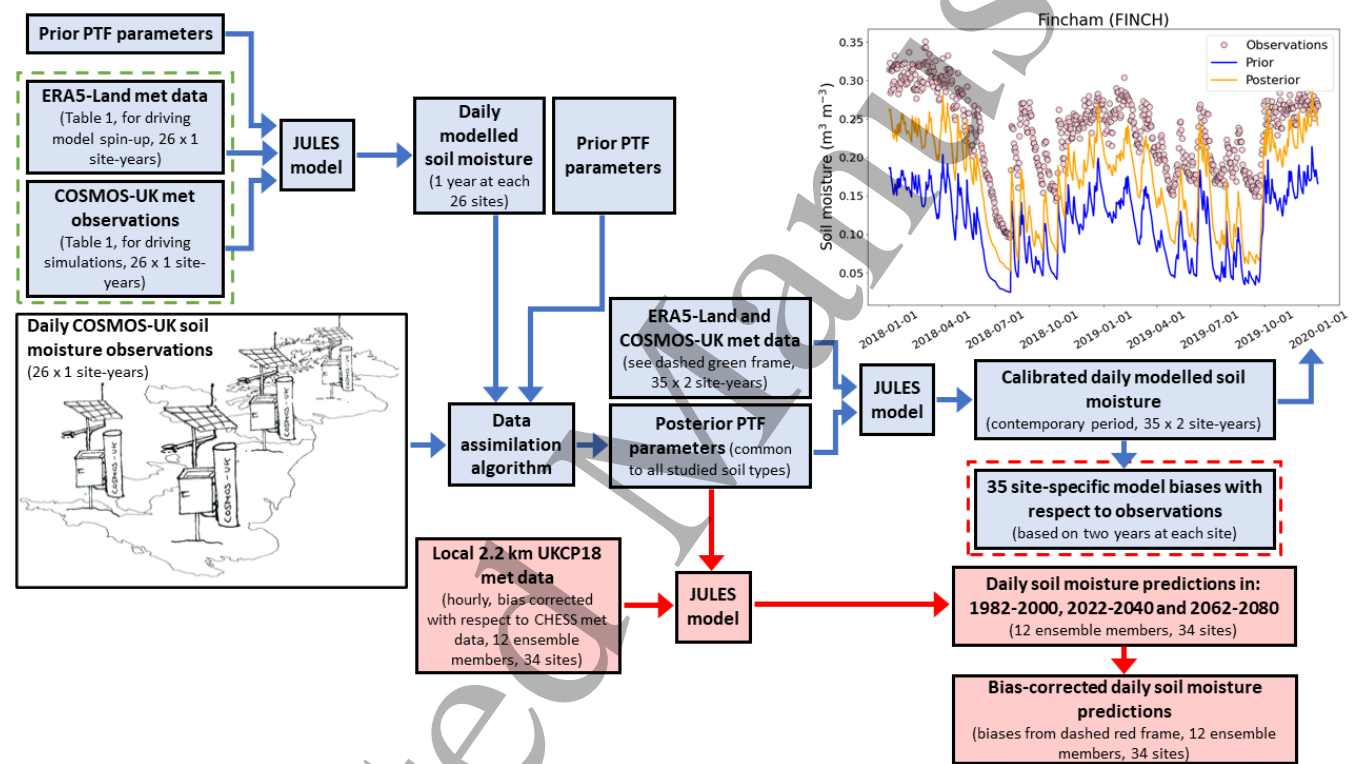 Prior PTF parameters
ERA5-Land met data
(Table 1, for driving
model spin-up, 26 x 1
site-years)
COSMOS-UK met
observations
(Table 1, for driving
simulations, 26 x 1 site-
years)
JULES
model
Daily
modelled
soil moisture
(1 year at each
26 sites)
Prior PTF
parameters
Fincham (FINCH)
Observations
Prior
Posterior
Soil moisture (m³ m⁻³)
0.35
0.30
0.25
0.20
0.15
0.10
0.05
2018-01-01
2018-04-01
2018-07-01
2018-10-01
2019-01-01
2019-04-01
2019-07-01
2019-10-01
2020-01-01
Daily COSMOS-UK soil
moisture observations
(26 x 1 site-years)
COSMOS-UK
COSMOS-UK
COSMOS-UK
COSMOS-UK
Data
assimilation
algorithm
ERA5-Land and
COSMOS-UK met data
(see dashed green frame,
35 x 2 site-years)
Posterior PTF
parameters (common
to all studied soil types)
JULES
model
Calibrated daily modelled soil
moisture
(contemporary period, 35 x 2 site-years)
35 site-specific model biases with
respect to observations
(based on two years at each site)
Local 2.2 km UKCP18
met data
(hourly, bias corrected
with respect to CHESS met
data, 12 ensemble
members, 34 sites)
JULES
model
Daily soil moisture predictions in:
1982-2000, 2022-2040 and 2062-2080
(12 ensemble members, 34 sites)
Bias-corrected daily soil moisture
predictions
(biases from dashed red frame, 12 ensemble
members, 34 sites)
ted Manus